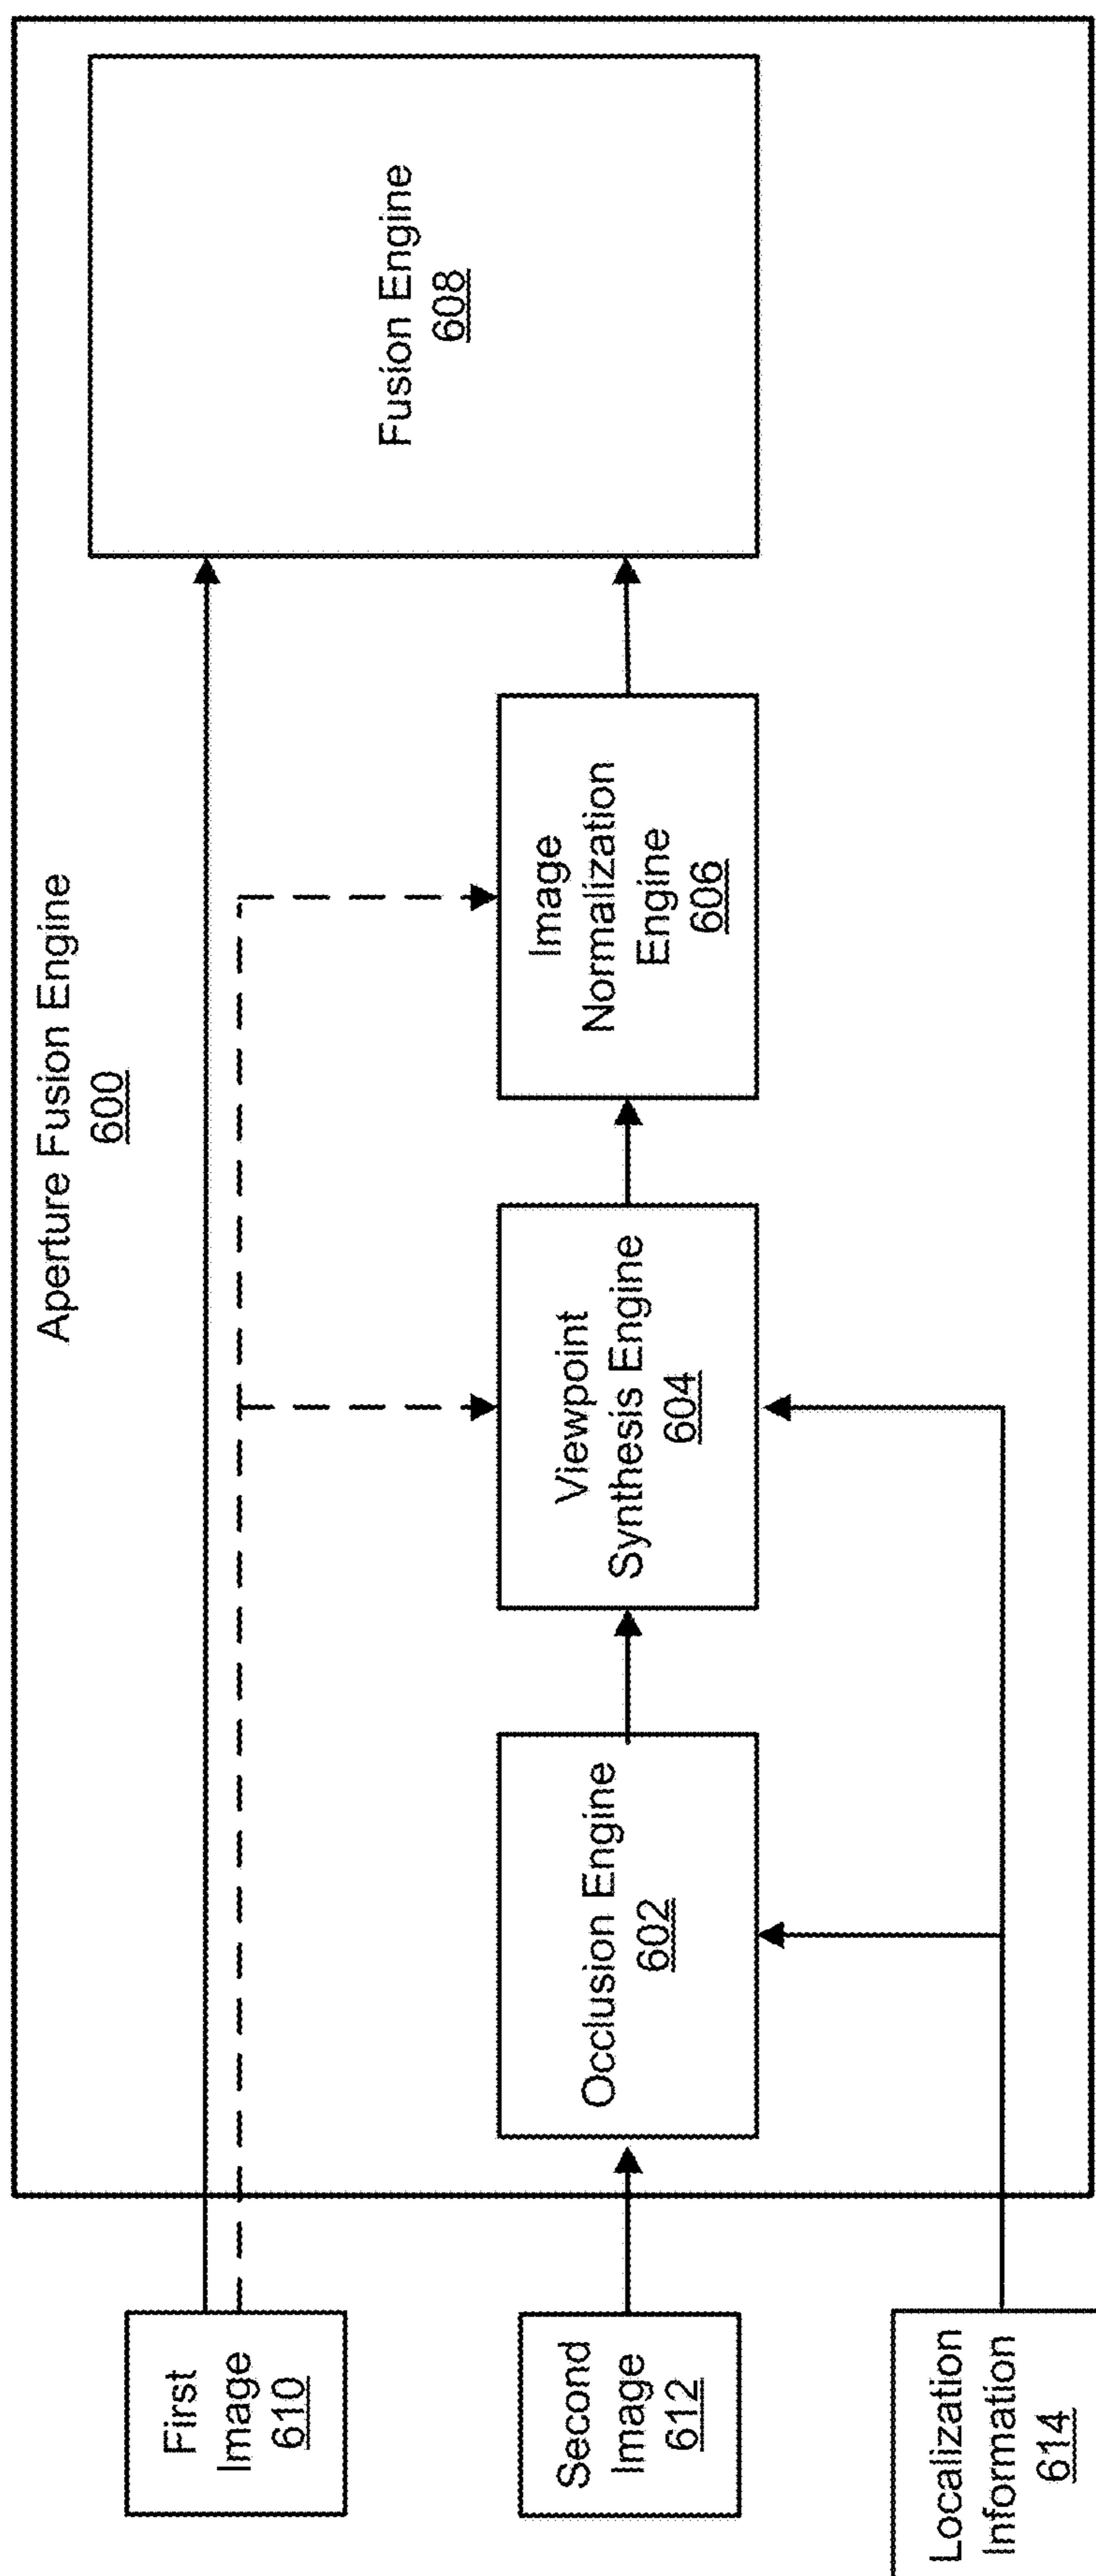 Aperture Fusion Engine
600
First
Image
610
Fusion Engine
608
Second
Image
612
Occlusion Engine
602
Viewpoint
Synthesis Engine
604
Image
Normalization
Engine
606
Localization
Information
614